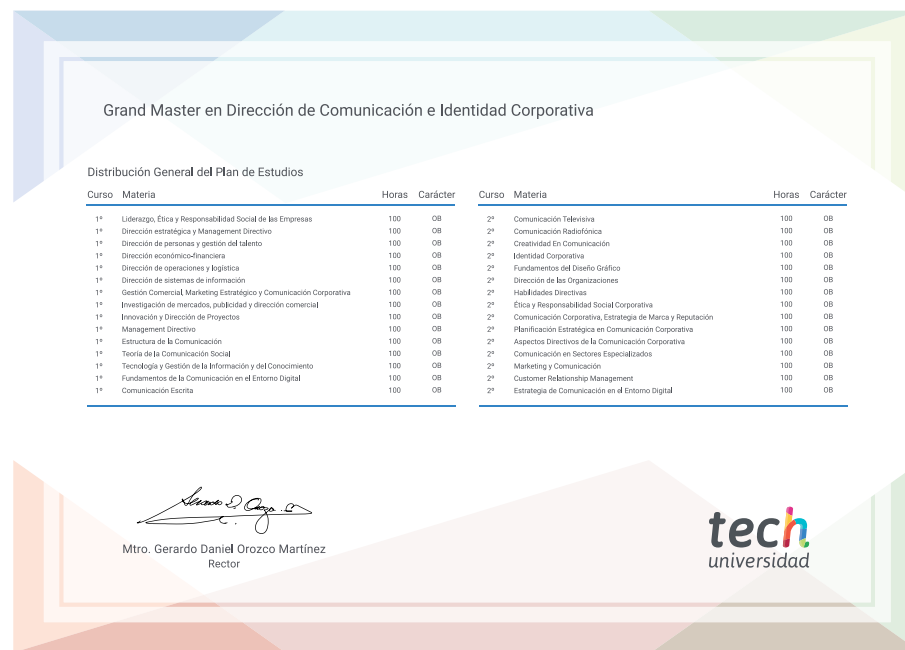 Grand Master en Dirección de Comunicación e Identidad Corporativa
Distribución General del Plan de Estudios
Curso Materia Horas Carácter
1º Liderazgo, Ética y Responsabilidad Social de las Empresas 100 OB
1º Dirección estratégica y Management Directivo 100 OB
1º Dirección de personas y gestión del talento 100 OB
1º Dirección económico-financiera 100 OB
1º Dirección de operaciones y logística 100 OB
1º Dirección de sistemas de información 100 OB
1º Gestión Comercial, Marketing Estratégico y Comunicación Corporativa 100 OB
1º Investigación de mercados, publicidad y dirección comercial 100 OB
1º Innovación y Dirección de Proyectos 100 OB
1º Management Directivo 100 OB
1º Estructura de la Comunicación 100 OB
1º Teoría de la Comunicación Social 100 OB
1º Tecnología y Gestión de la Información y del Conocimiento 100 OB
1º Fundamentos de la Comunicación en el Entorno Digital 100 OB
1º Comunicación Escrita 100 OB
Curso Materia Horas Carácter
2º Comunicación Televisiva 100 OB
2º Comunicación Radiofónica 100 OB
2º Creatividad En Comunicación 100 OB
2º Identidad Corporativa 100 OB
2º Fundamentos del Diseño Gráfico 100 OB
2º Dirección de las Organizaciones 100 OB
2º Habilidades Directivas 100 OB
2º Ética y Responsabilidad Social Corporativa 100 OB
2º Comunicación Corporativa, Estrategia de Marca y Reputación 100 OB
2º Planificación Estratégica en Comunicación Corporativa 100 OB
2º Aspectos Directivos de la Comunicación Corporativa 100 OB
2º Comunicación en Sectores Especializados 100 OB
2º Marketing y Comunicación 100 OB
2º Customer Relationship Management 100 OB
2º Estrategia de Comunicación en el Entorno Digital 100 OB
Mtro. Gerardo Daniel Orozco Martínez
Rector
tech
universidad